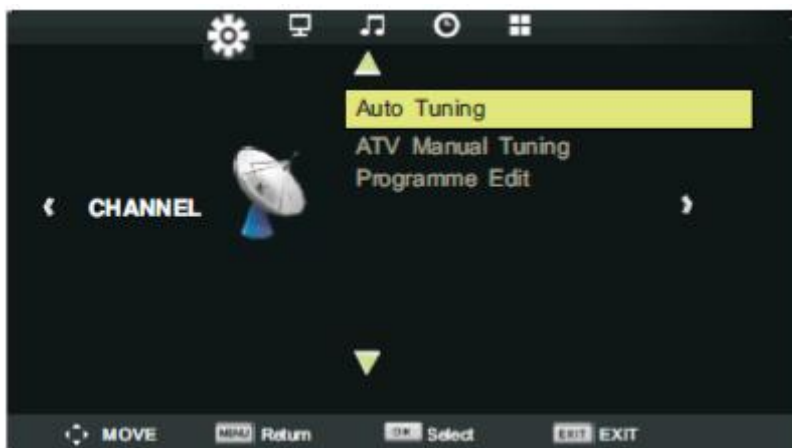 Auto Tuning
ATV Manual Tuning
Programme Edit
CHANNEL
MOVE MENU Return OK Select EXIT EXIT